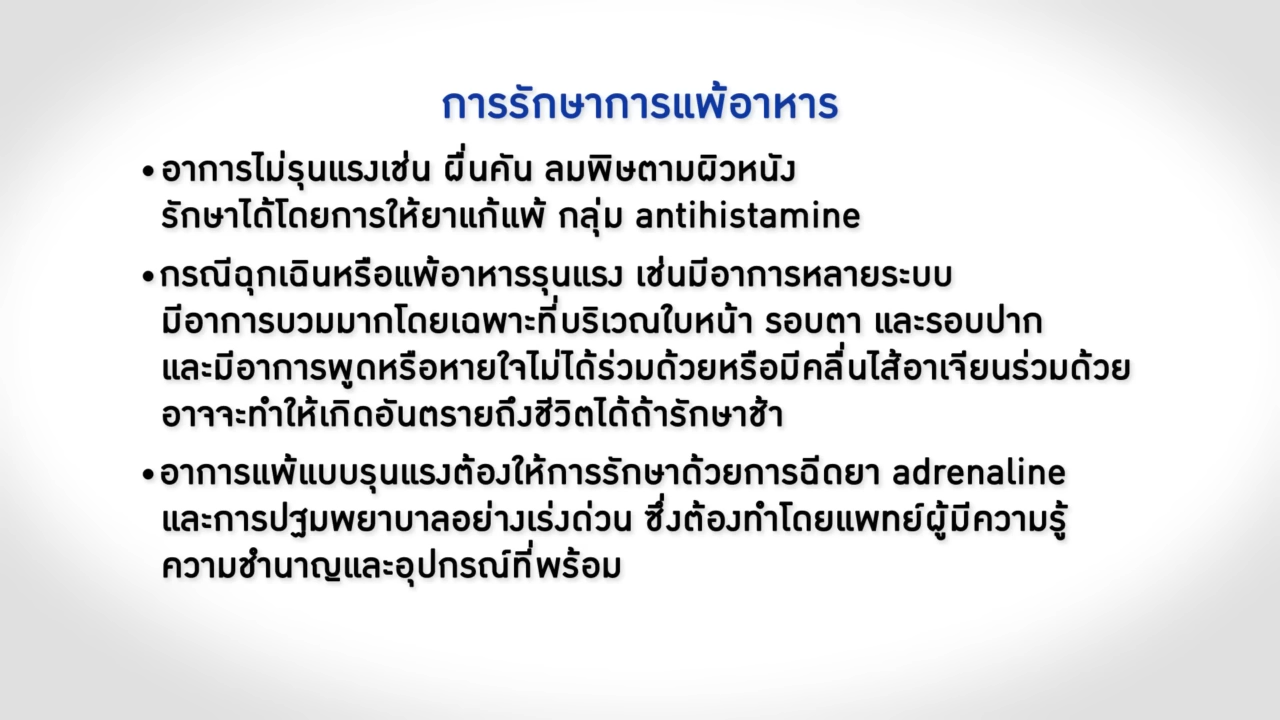 การรักษาการแพ้อาหาร
•อาการไม่รุนแรงเช่น ผื่นคัน ลมพิษตามผิวหนัง
รักษาได้โดยการให้ยาแก้แพ้ กลุ่ม antihistamine
•กรณีฉุกเฉินหรือแพ้อาหารรุนแรง เช่นมีอาการหลายระบบ
มีอาการบวมมากโดยเฉพาะที่บริเวณใบหน้า รอบตา และรอบปาก
และมีอาการพูดหรือหายใจไม่ได้ร่วมด้วยหรือมีคลื่นไส้อาเจียนร่วมด้วย
อาจจะทำให้เกิดอันตรายถึงชีวิตได้ถ้ารักษาช้า
•อาการแพ้แบบรุนแรงต้องให้การรักษาด้วยการฉีดยา adrenaline
และการปฐมพยาบาลอย่างเร่งด่วน ซึ่งต้องทำโดยแพทย์ผู้มีความรู้
ความชำนาญและอุปกรณ์ที่พร้อม